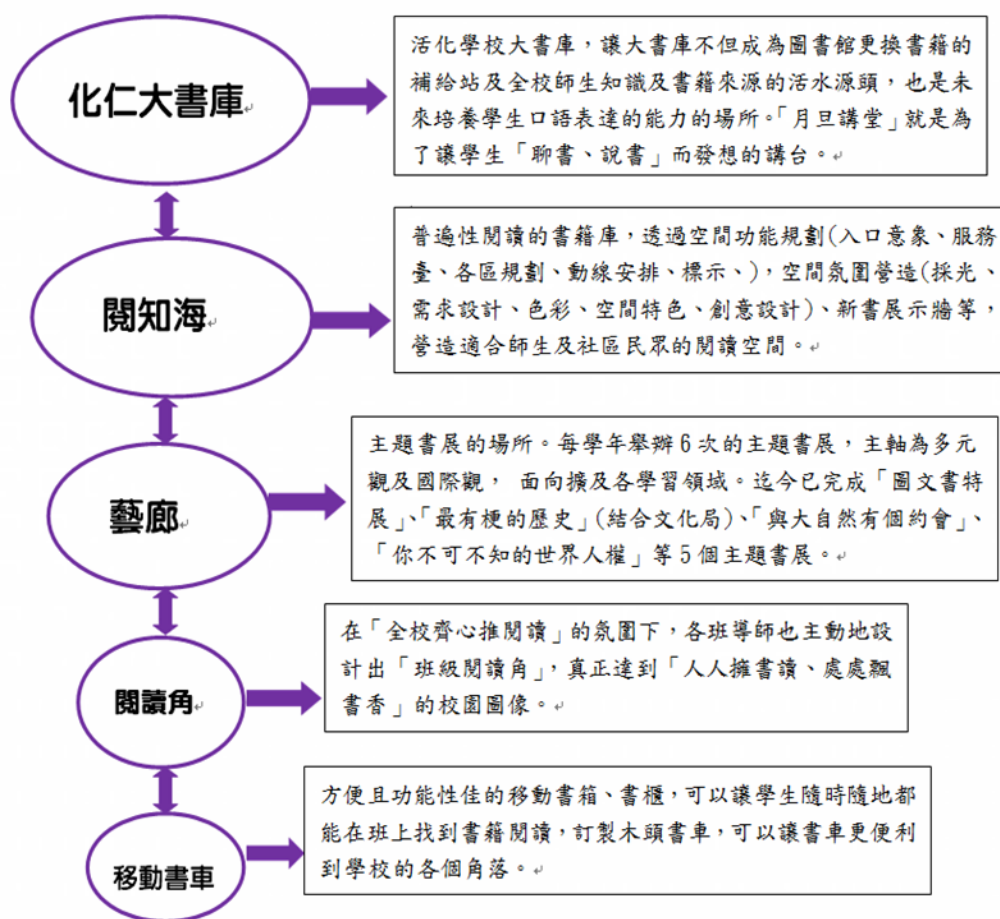 化仁大書庫
活化學校大書庫，讓大書庫不但成為圖書館更換書籍的
補給站及全校師生知識及書籍來源的活水源頭，也是未
來培養學生口語表達的能力的場所。「月旦講堂」就是為
了讓學生「聊書、說書」而發想的講台。
閱知海
普遍性閱讀的書籍庫，透過空間功能規劃(入口意象、服務
臺、各區規劃、動線安排、標示、)，空間氛圍營造(採光、
需求設計、色彩、空間特色、創意設計)、新書展示牆等，
營造適合師生及社區民眾的閱讀空間。
藝廊
主題書展的場所。每學年舉辦 6 次的主題書展，主軸為多元
觀及國際觀， 面向擴及各學習領域。迄今已完成「圖文書特
展」、「最有梗的歷史」(結合文化局)、「與大自然有個約會」、
「你不可不知的世界人權」等 5 個主題書展。
閱讀角
在「全校齊心推閱讀」的氛圍下，各班導師也主動地設
計出「班級閱讀角」，真正達到「人人擁書讀、處處飄
書香」的校園圖像。
移動書車
方便且功能性佳的移動書箱、書櫃，可以讓學生隨時隨地都
能在班上找到書籍閱讀，訂製木頭書車，可以讓書車更便利
到學校的各個角落。